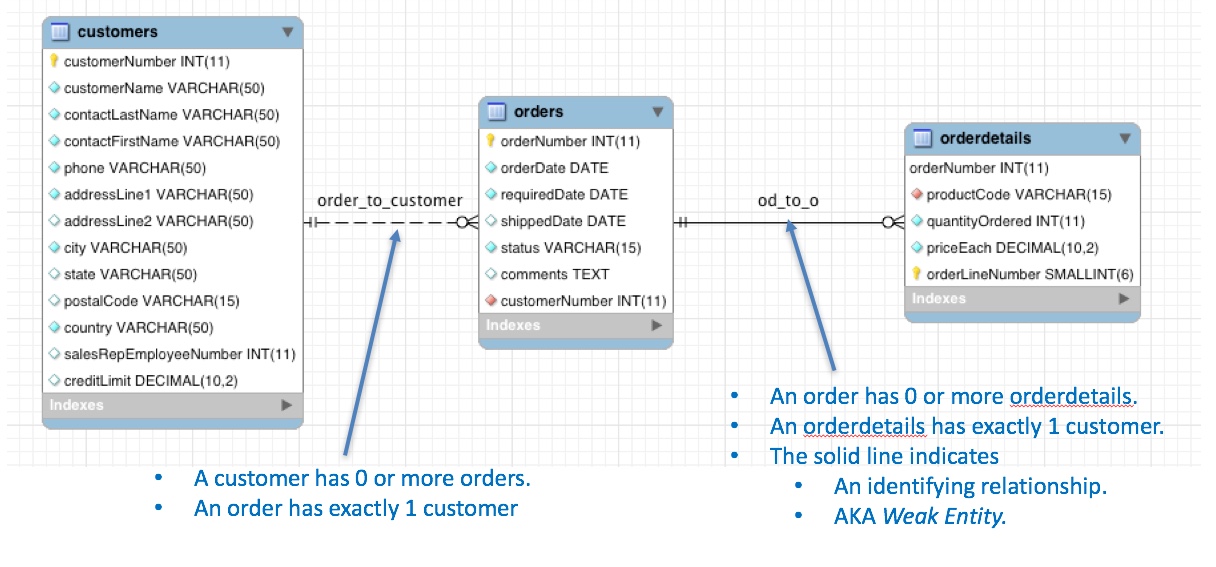 customers
customerNumber INT(11)
customerName VARCHAR(50)
contactLastName VARCHAR(50)
contactFirstName VARCHAR(50)
phone VARCHAR(50)
addressLine1 VARCHAR(50)
addressLine2 VARCHAR(50)
city VARCHAR(50)
state VARCHAR(50)
postalCode VARCHAR(15)
country VARCHAR(50)
salesRepEmployeeNumber INT(11)
creditLimit DECIMAL(10,2)
Indexes
order_to_customer
orders
orderNumber INT(11)
orderDate DATE
requiredDate DATE
shippedDate DATE
status VARCHAR(15)
comments TEXT
customerNumber INT(11)
Indexes
od_to_o
orderdetails
orderNumber INT(11)
productCode VARCHAR(15)
quantityOrdered INT(11)
priceEach DECIMAL(10,2)
orderLineNumber SMALLINT(6)
Indexes
• A customer has 0 or more orders.
• An order has exactly 1 customer
• An order has 0 or more orderdetails.
• An orderdetails has exactly 1 customer.
• The solid line indicates
• An identifying relationship.
• AKA Weak Entity.